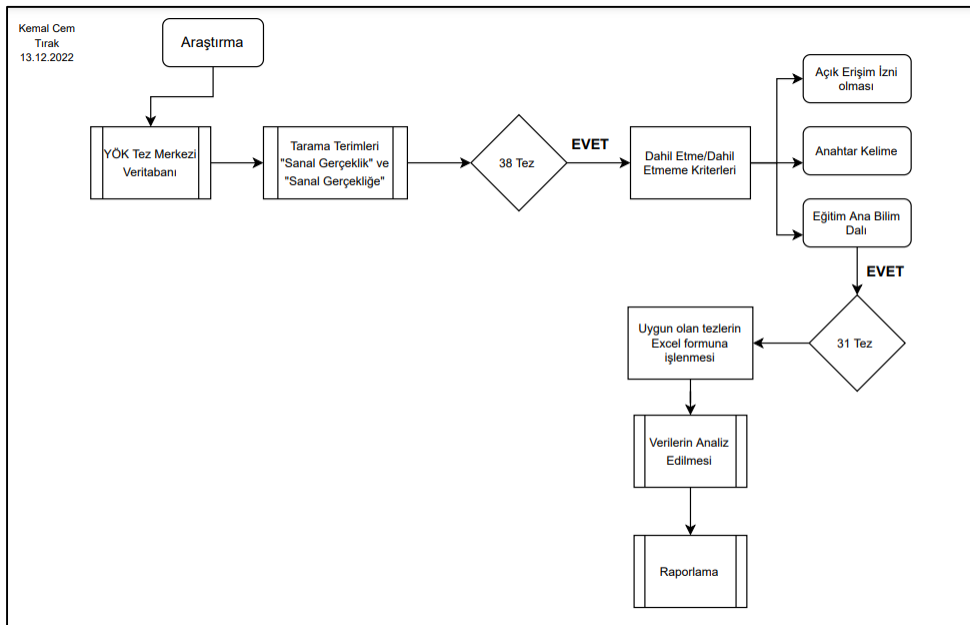 Kemal Cem
Tırak
13.12.2022
Araştırma
YÖK Tez Merkezi
Veritabanı
Tarama Terimleri
"Sanal Gerçeklik" ve
"Sanal Gerçekliğe"
38 Tez
EVET
Dahil Etme/Dahil
Etmeme Kriterleri
Açık Erişim İzni
olması
Anahtar Kelime
Eğitim Ana Bilim
Dalı
EVET
31 Tez
Uygun olan tezlerin
Excel formuna
işlenmesi
Verilerin Analiz
Edilmesi
Raporlama